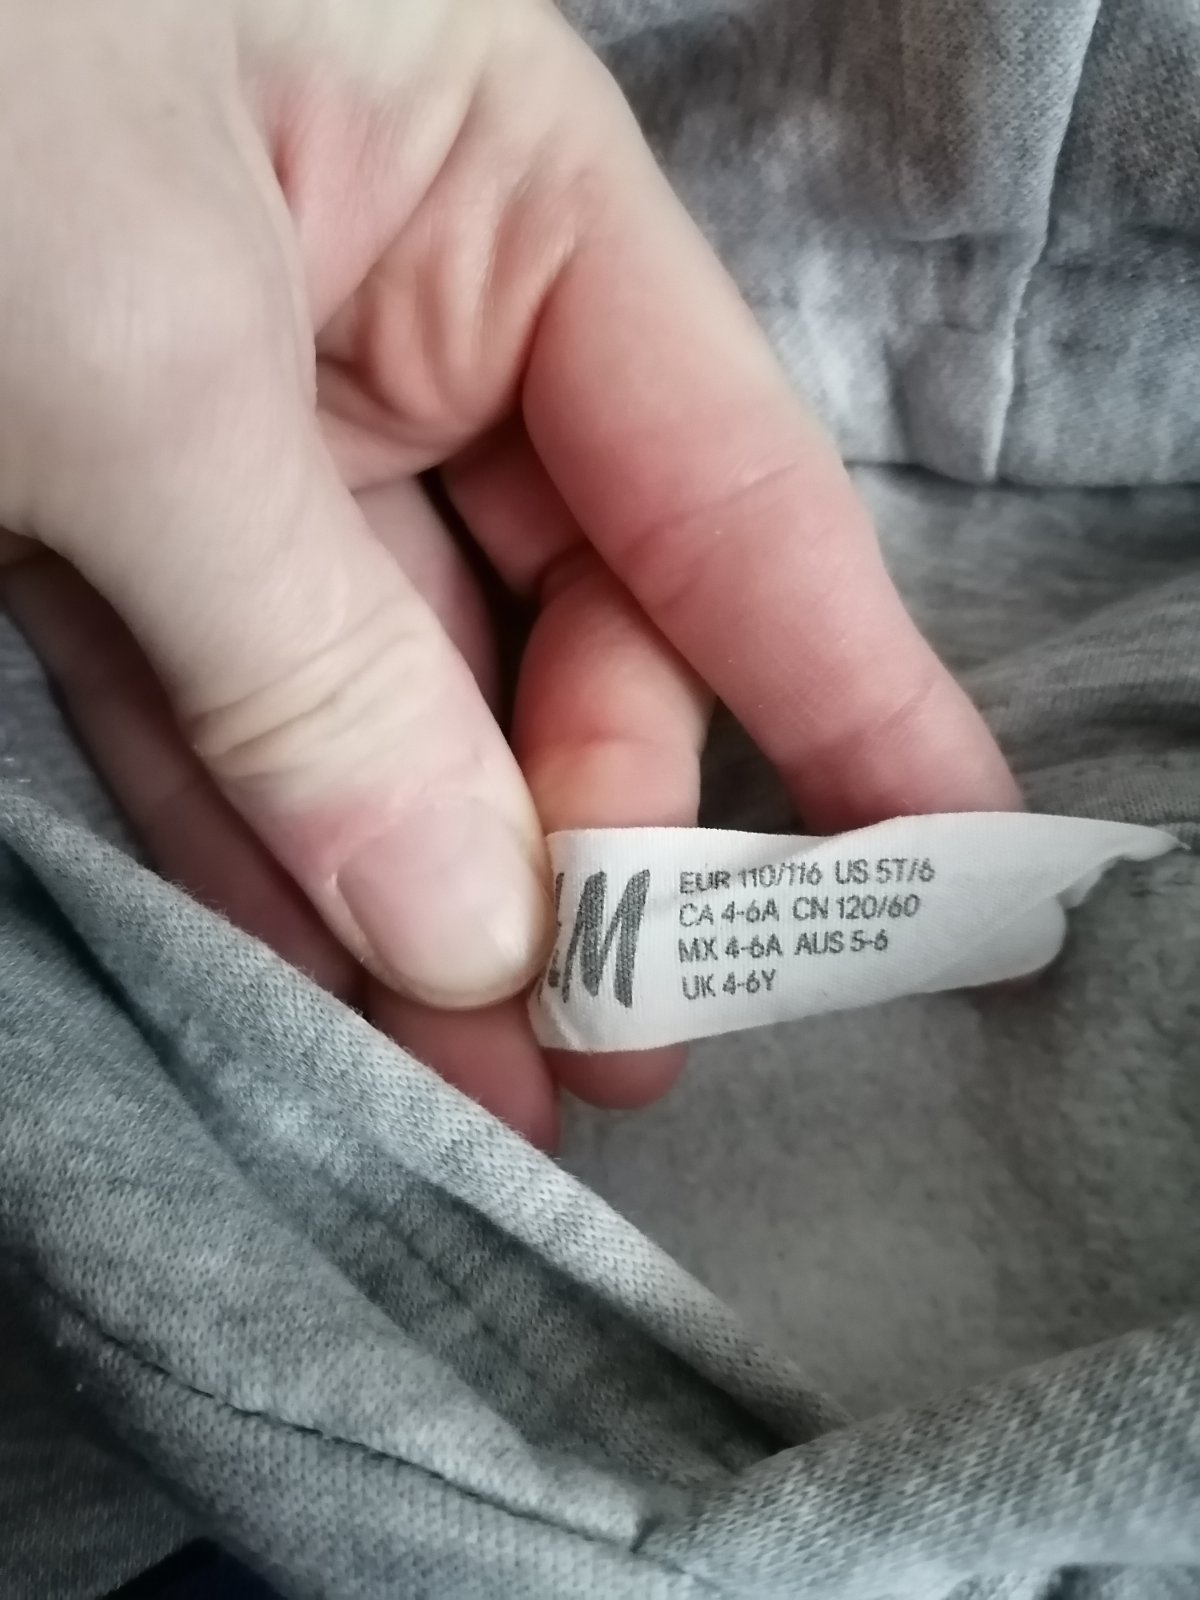 M
EUR 110/116 US 5T/6
CA 4-6A CN 120/60
MX 4-6A AUS 5-6
UK 4-6Y